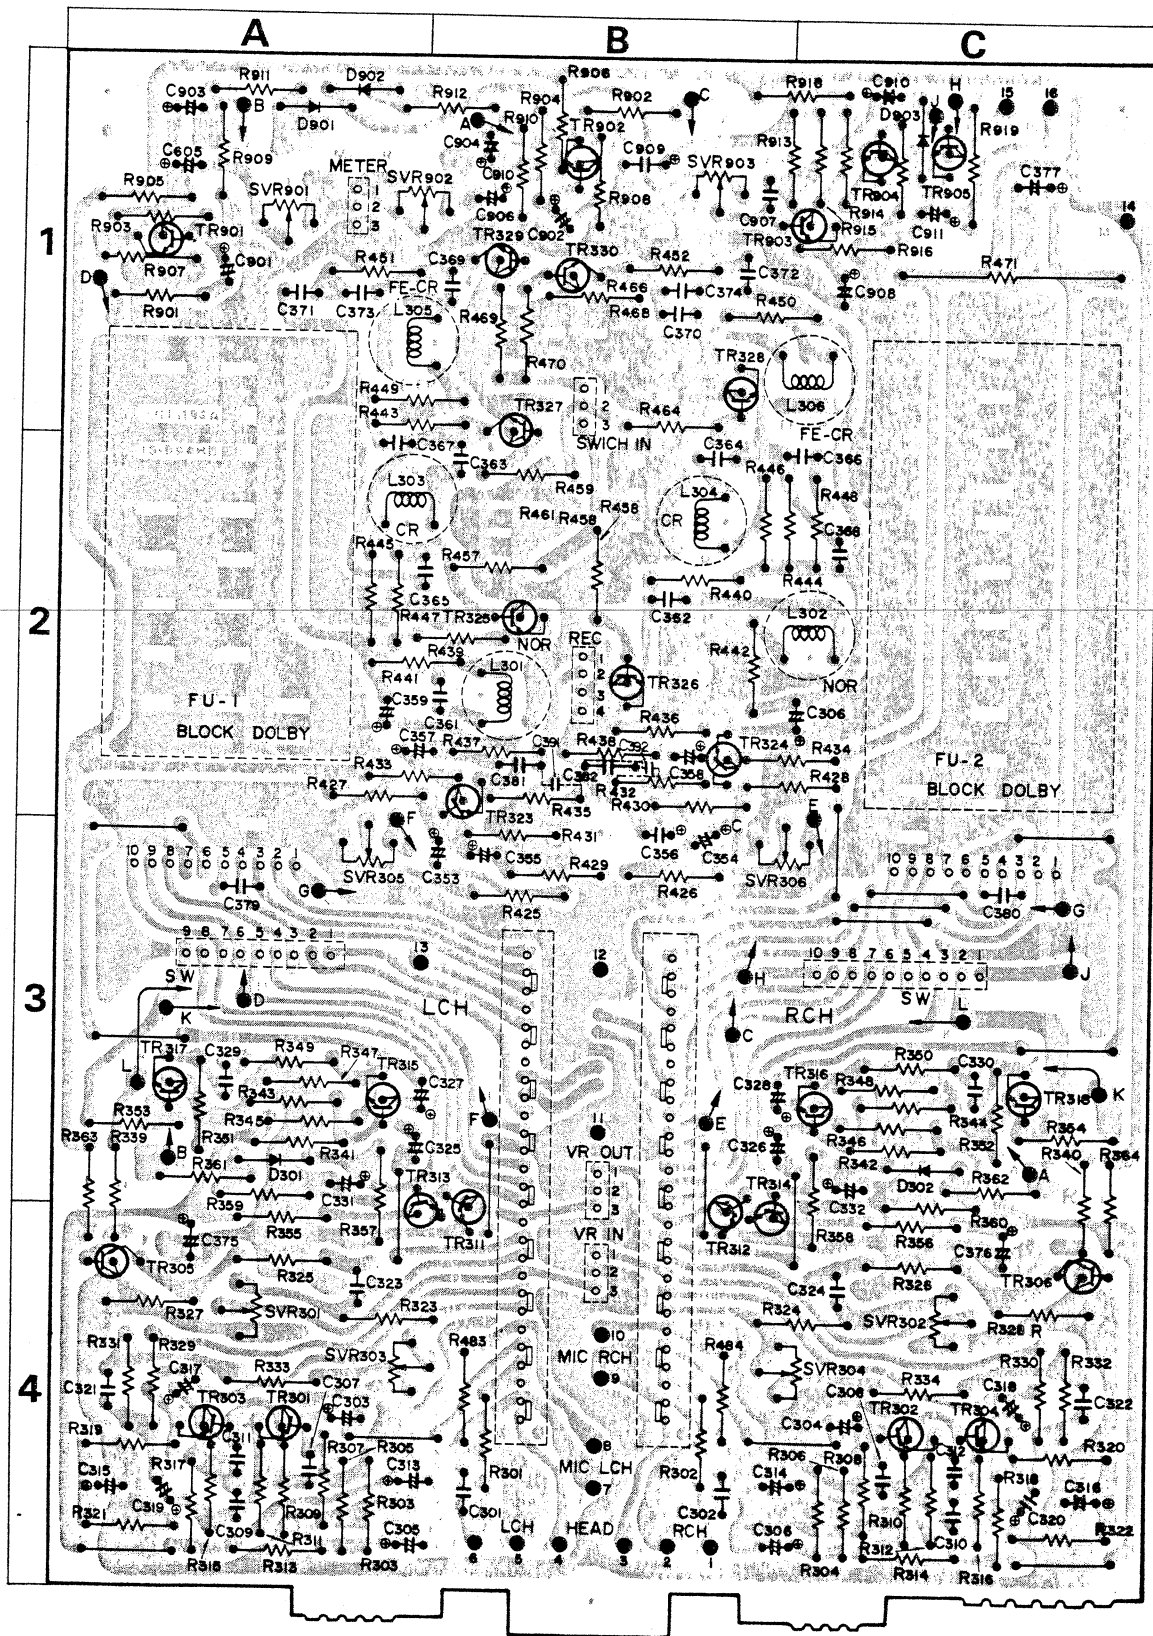 A B C
R911 D902 R906 R918 C910 H
C903 B R912 R904 R902 C J 15 16
D901 A R910 TR902 R913 D903 R919
C904
C605 R909 METER C909 SVR903
SVR901 SVR902 C910 R908 TR904 TR905 C377
R905 1
2
3
C906 C902 C907 R914 C911 14
R903 TR901 TR329 TR330 TR903 R915
1
R916
D R907 C901 R451 C369 R452 C372 R471
FE-CR R466 C374 R450 C908
R901 C371 C373 L305 R469 R468 C370
R470 TR328
R449 1
R443 TR327 2 R464 L306
3
C367 SWICH IN C364 FE-CR
C363 C366
L303 R459 R446
CR R461 R458 R458 L304 R448
CR C368
R445 R457
C365 R440 R444
2
R447 TR325 C362 L302
NOR REC
R439 1 R442
R441 L301 2 TR326 NOR
C359 3
FU-1 C361 4 C306
BLOCK DOLBY R436
C357 R437 C391 R438 C392 TR324 R434
R433 FU-2
C381 C382 C358 R428
R427 R432 BLOCK DOLBY
R435 R430
F TR323 E
R431 C
10 9 8 7 6 5 4 3 2 1 C355 C356 C354 10 9 8 7 6 5 4 3 2 1
SVR305 C353 R429 SVR306
C379 G R426 C380
R425 G
9 8 7 6 5 4 3 2 1 13 12 10 9 8 7 6 5 4 3 2 1
SW H J
D SW
K LCH RCH L
3
C
TR317 C329 R349 R347 TR315 R350 C330
L C327 C328 TR316 R348
R343 TR318 K
R353 R345 F 11 E R344
R363 R339 R351 C325 VR OUT C326 R346 R352 R354
B R341 1 R342 R340 R364
R361 D301 TR313 2 TR314 D302 R362 A
R359 C331 3 C332
R357 R360
C375 R355 TR311 VR IN TR312 R358 R356 C376
TR305 R325 C323 1
2
3
C324 R326 TR306
R327 SVR301 R323 R324 SVR302
R328 R
R331 R329 R483 10 R484 R330 R332
SVR303 MIC RCH SVR304
4
C317 R333 C307 9 C308 R334 C318
C321 TR303 TR301 C303 TR302 TR304 C322
C304
R319 C311 R307 R305 8 R306 R308 C312 R320
C315 R317 C313 R301 MIC LCH R302 C314 R318 C316
7
C319 R309 R303 C301 C302 R310 C320
R321 C309 R311 C305 LCH HEAD RCH C306 R312 C310 R322
R315 R313 R303 6 5 4 3 2 1 R304 R314 R316